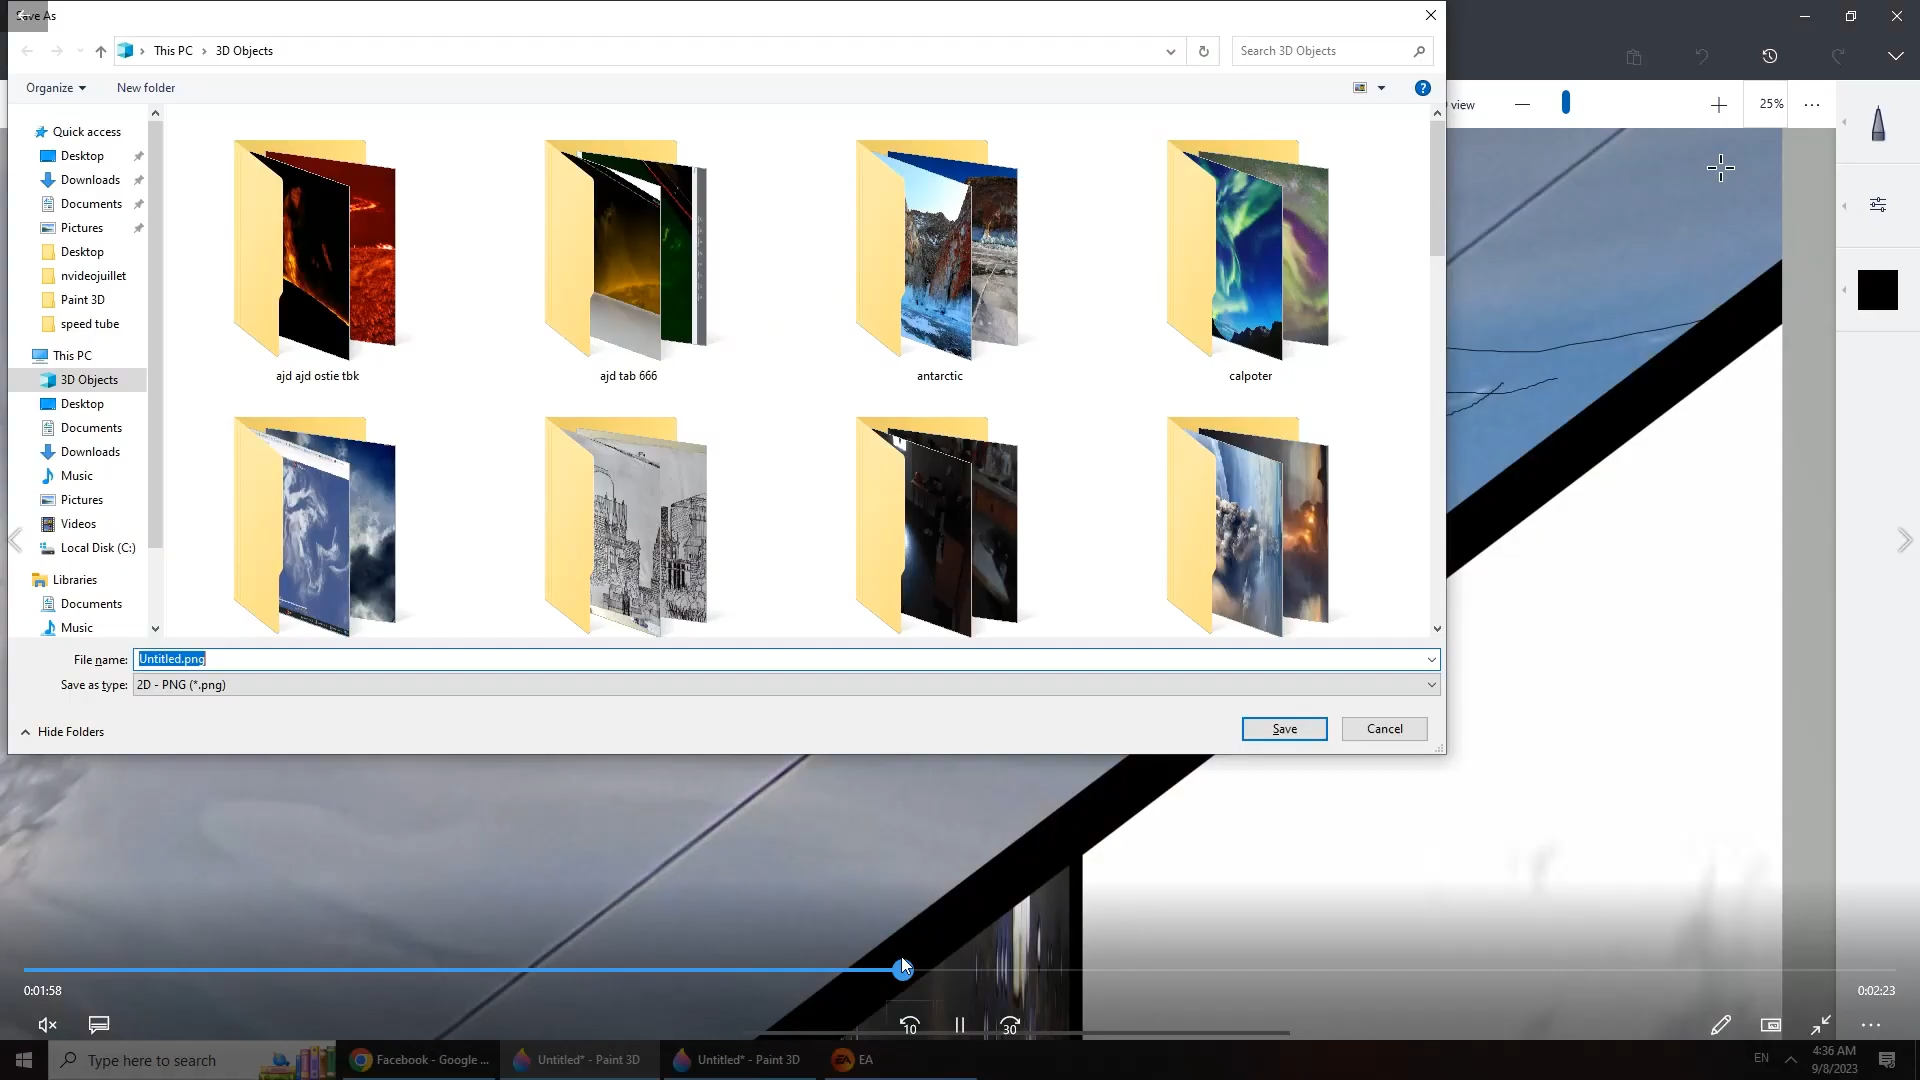 Save As
This PC
3D Objects
Search 3D Objects
Organize
New folder
Quick access
Desktop
Downloads
Documents
Pictures
Desktop
nvideojuillet
Paint 3D
speed tube
This PC
3D Objects
Desktop
Documents
Downloads
Music
Pictures
Videos
Local Disk (C:)
Libraries
Documents
Music
ajd ajd ostie tbk
ajd tab 666
antarctic
calpoter
File name: Untitled.png
Save as type: 2D - PNG (*.png)
Hide Folders
Save
Cancel
view
25%
0:01:58
0:02:23
10
30
Type here to search
Facebook - Google ...
Untitled* - Paint 3D
Untitled* - Paint 3D
EA
EN
4:36 AM
9/8/2023